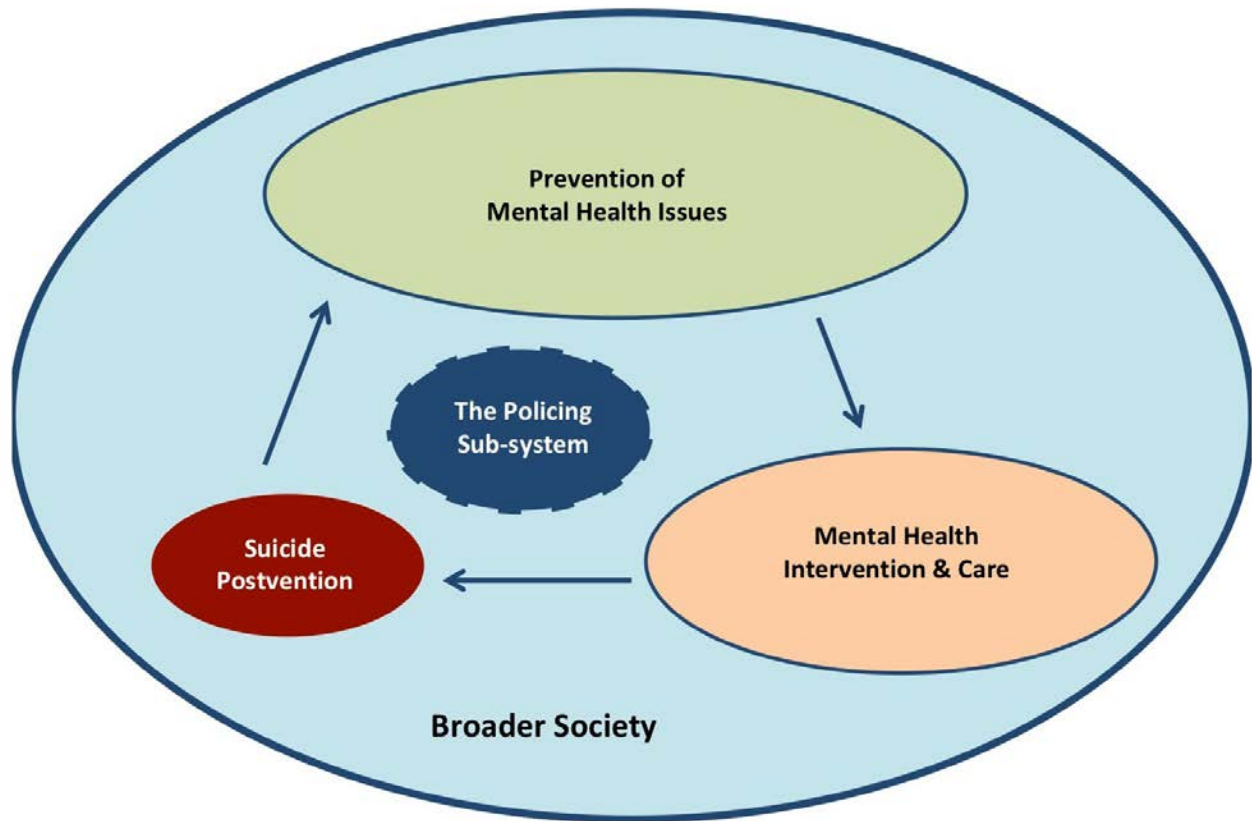 Prevention of
Mental Health Issues
The Policing
Sub-system
Suicide
Postvention
Mental Health
Intervention & Care
Broader Society